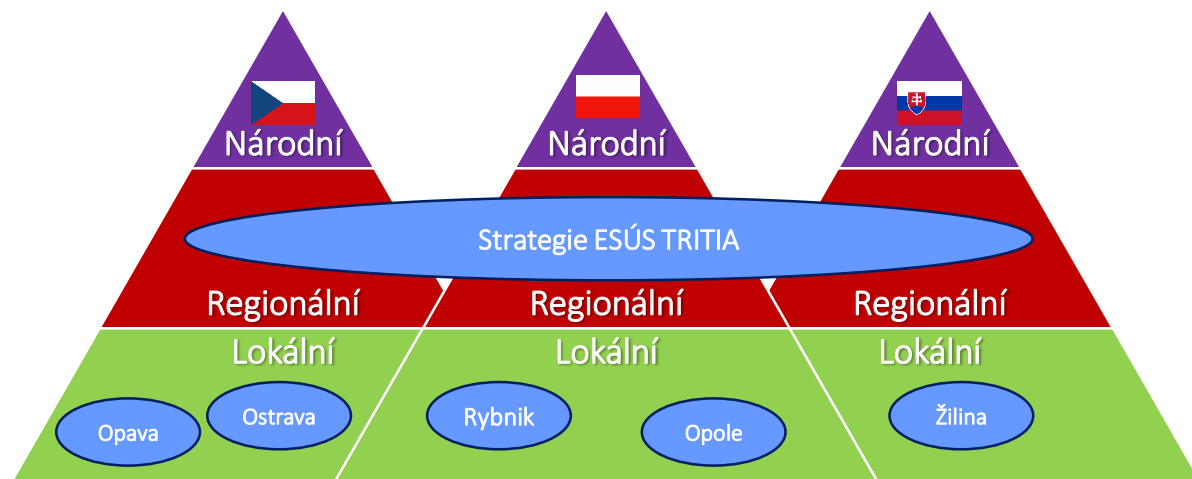 Národní
Národní
Národní
Strategie ESÚS TRITIA
Regionální
Regionální
Regionální
Lokální
Lokální
Lokální
Opava
Ostrava
Rybnik
Opole
Žilina